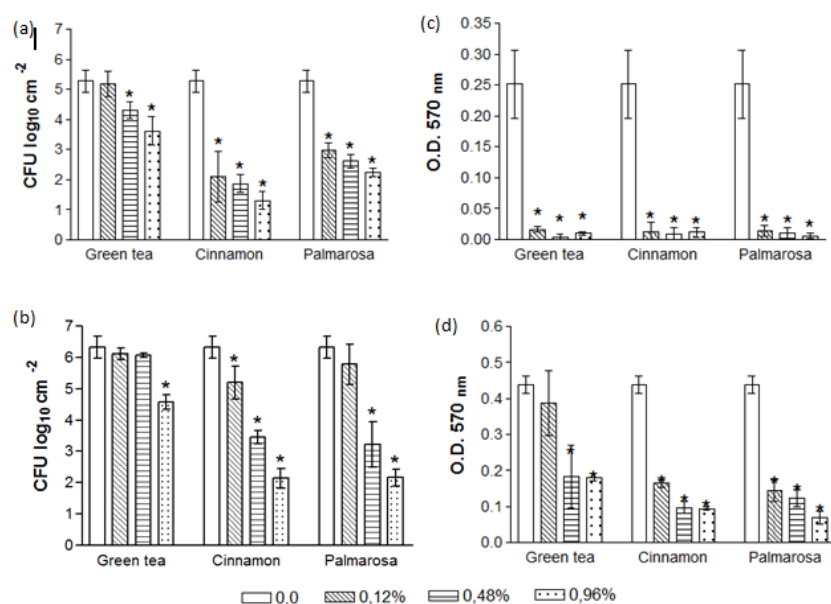 (a)
CFU log10 cm -2
7
6
5
4
3
2
1
0
Green tea Cinnamon Palmarosa
(c)
O.D. 570 nm
0.35
0.30
0.25
0.20
0.15
0.10
0.05
0.00
* * * * * * * * *
Green tea Cinnamon Palmarosa
(b)
CFU log10 cm -2
7
6
5
4
3
2
1
0
Green tea Cinnamon Palmarosa
(d)
O.D. 570 nm
0.6
0.5
0.4
0.3
0.2
0.1
0.0
Green tea Cinnamon Palmarosa
0.0 0,12% 0,48% 0,96%